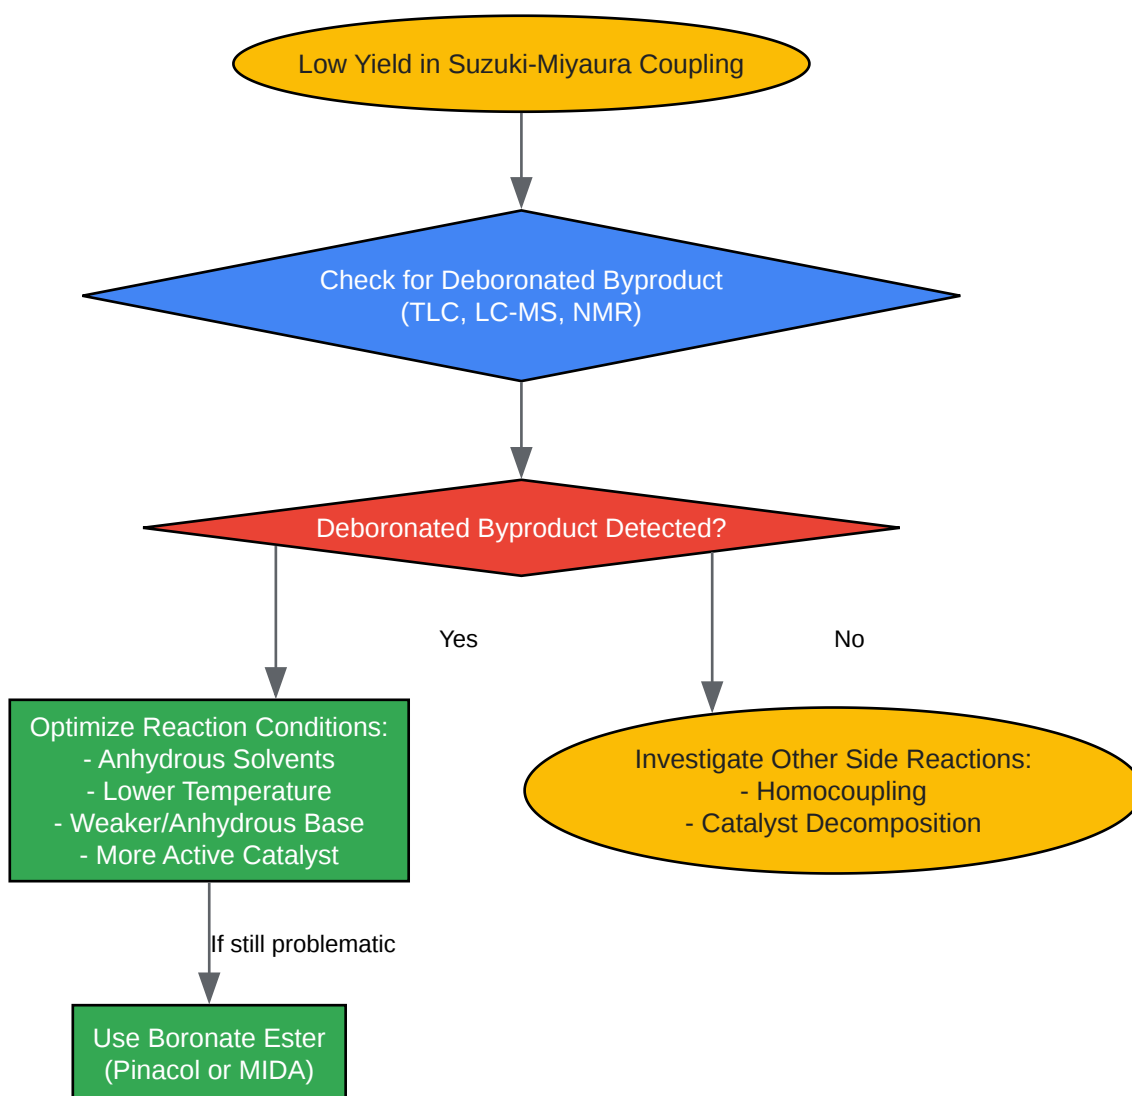 Low Yield in Suzuki-Miyaura Coupling
Check for Deboronated Byproduct
(TLC, LC-MS, NMR)
Deboronated Byproduct Detected?
Yes
No
Optimize Reaction Conditions:
- Anhydrous Solvents
- Lower Temperature
- Weaker/Anhydrous Base
- More Active Catalyst
Investigate Other Side Reactions:
- Homocoupling
- Catalyst Decomposition
If still problematic
Use Boronate Ester
(Pinacol or MIDA)